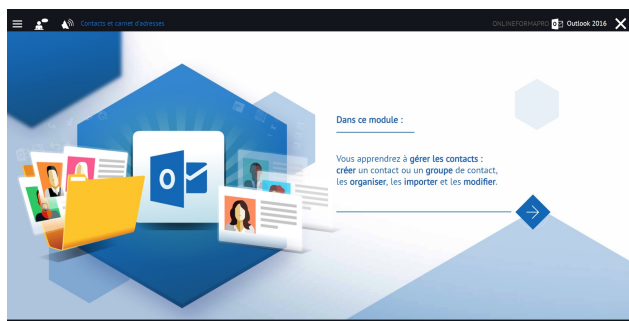 Contacts et carnet d'adresses
ONLINEFORMAPRO
Outlook 2016
Dans ce module :
Vous apprendrez à gérer les contacts :
créer un contact ou un groupe de contact,
les organiser, les importer et les modifier.